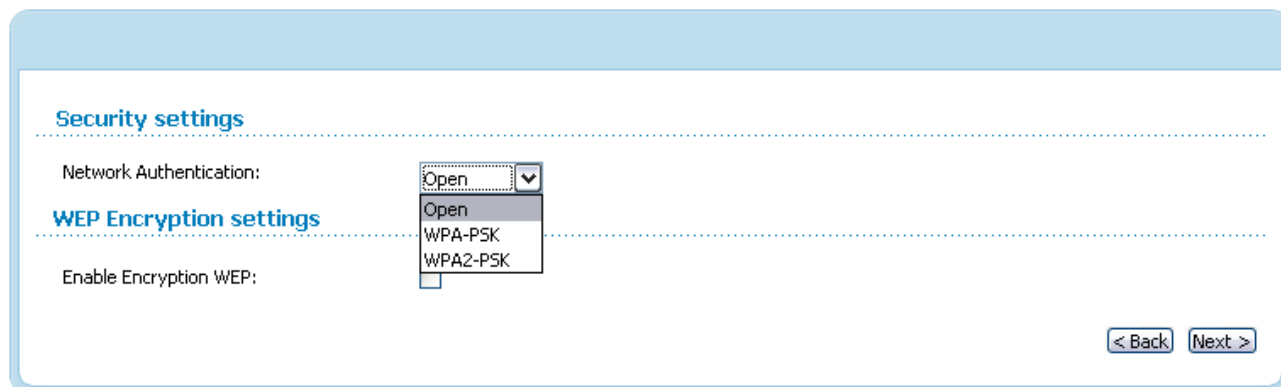 Security settings
Network Authentication:
Open
Open
WEP Encryption settings
WPA-PSK
WPA2-PSK
Enable Encryption WEP:
< Back
Next >